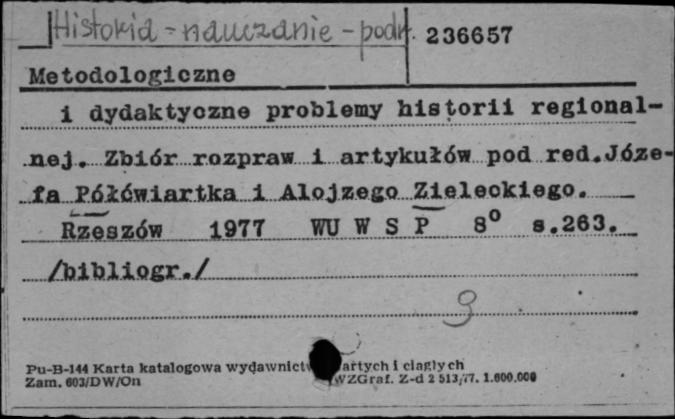 Historia - nauczanie - podr. 236657
Metodologiczne
i dydaktyczne problemy historii regional-
nej. Zbiór rozpraw i artykułów pod red.Józe-
fa Półćwiartka i Alojzego Zieleckiego.
Rzeszów 1977 WU W S P 8° s.263.
/bibliogr./
9
Pu-B-144 Karta katalogowa wydawnict artych i ciągłych
Zam. 603/DW/On WZGraf. Z-d 2 513/77. 1.600.000